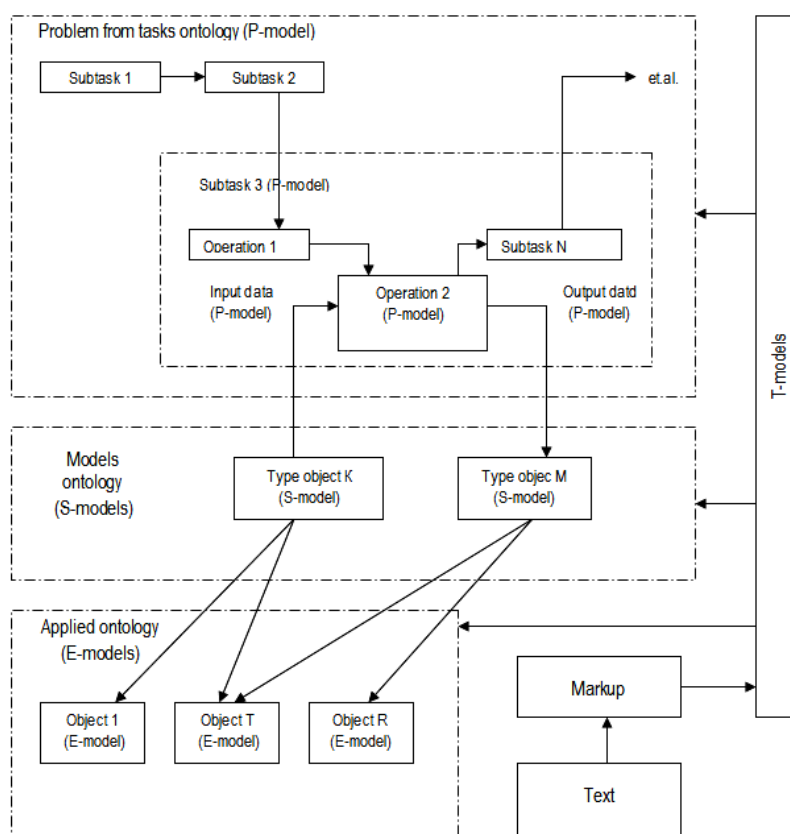 Problem from tasks ontology (P-model)
Subtask 1
Subtask 2
et.al.
Subtask 3 (P-model)
Operation 1
Subtask N
Input data
(P-model)
Operation 2
(P-model)
Output datd
(P-model)
T-models
Models
ontology
(S-models)
Type object K
(S-model)
Type objec M
(S-model)
Applied ontology
(E-models)
Object 1
(E-model)
Object T
(E-model)
Object R
(E-model)
Markup
Text